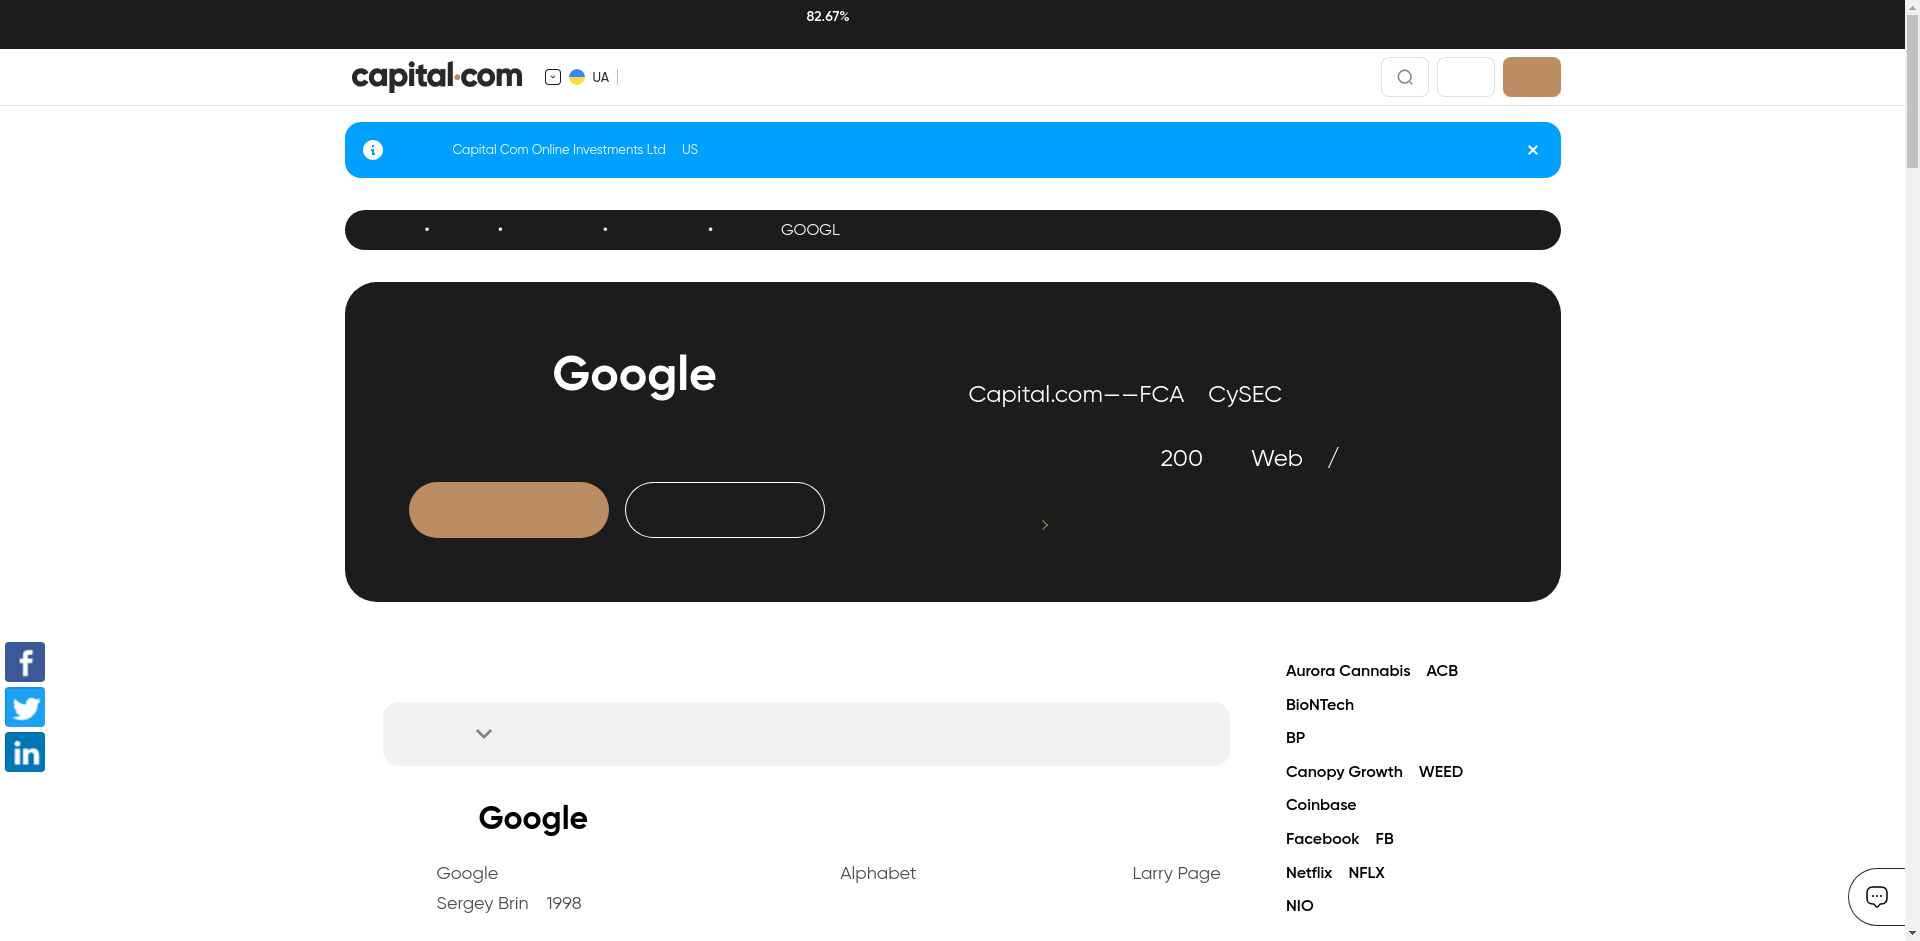 82.67%
capital.com
UA
Capital Com Online Investments Ltd US
GOOGL
Google
Capital.com——FCA CySEC
200 Web /
Aurora Cannabis ACB
BioNTech
BP
Canopy Growth WEED
Coinbase
Facebook FB
Netflix NFLX
NIO
Google
Google Alphabet Larry Page
Sergey Brin 1998